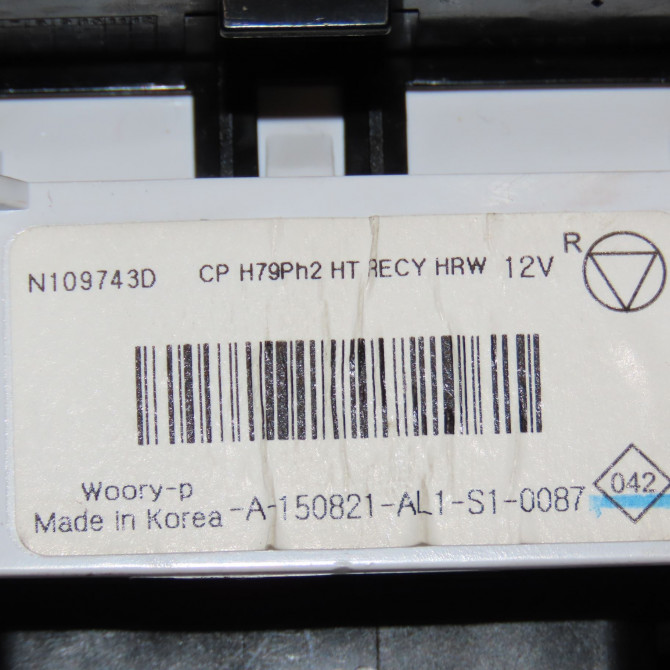 N109743D CP H79Ph2 HT RECY HRW 12V R
Woory-p
Made in Korea -A-150821-AL1-S1-0087 042